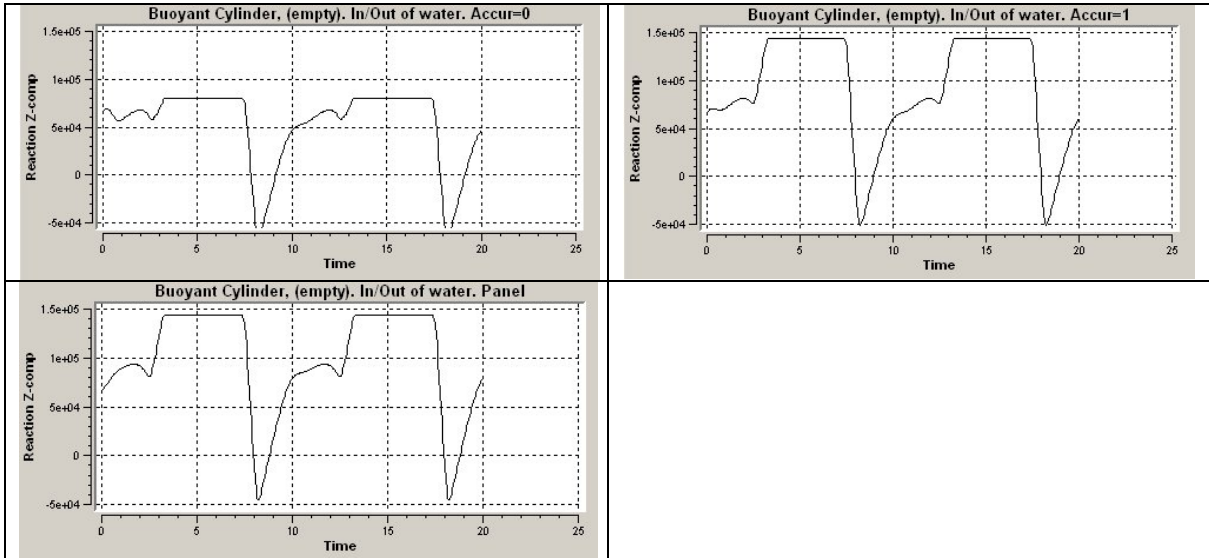 Buoyant Cylinder, (empty). In/Out of water. Accur=0
1.5e+05
1e+05
5e+04
0
-5e+04
Reaction Z-comp
0 5 10 15 20 25
Time
Buoyant Cylinder, (empty). In/Out of water. Accur=1
1.5e+05
1e+05
5e+04
0
-5e+04
Reaction Z-comp
0 5 10 15 20 25
Time
Buoyant Cylinder, (empty). In/Out of water. Panel
1.5e+05
1e+05
5e+04
0
-5e+04
Reaction Z-comp
0 5 10 15 20 25
Time